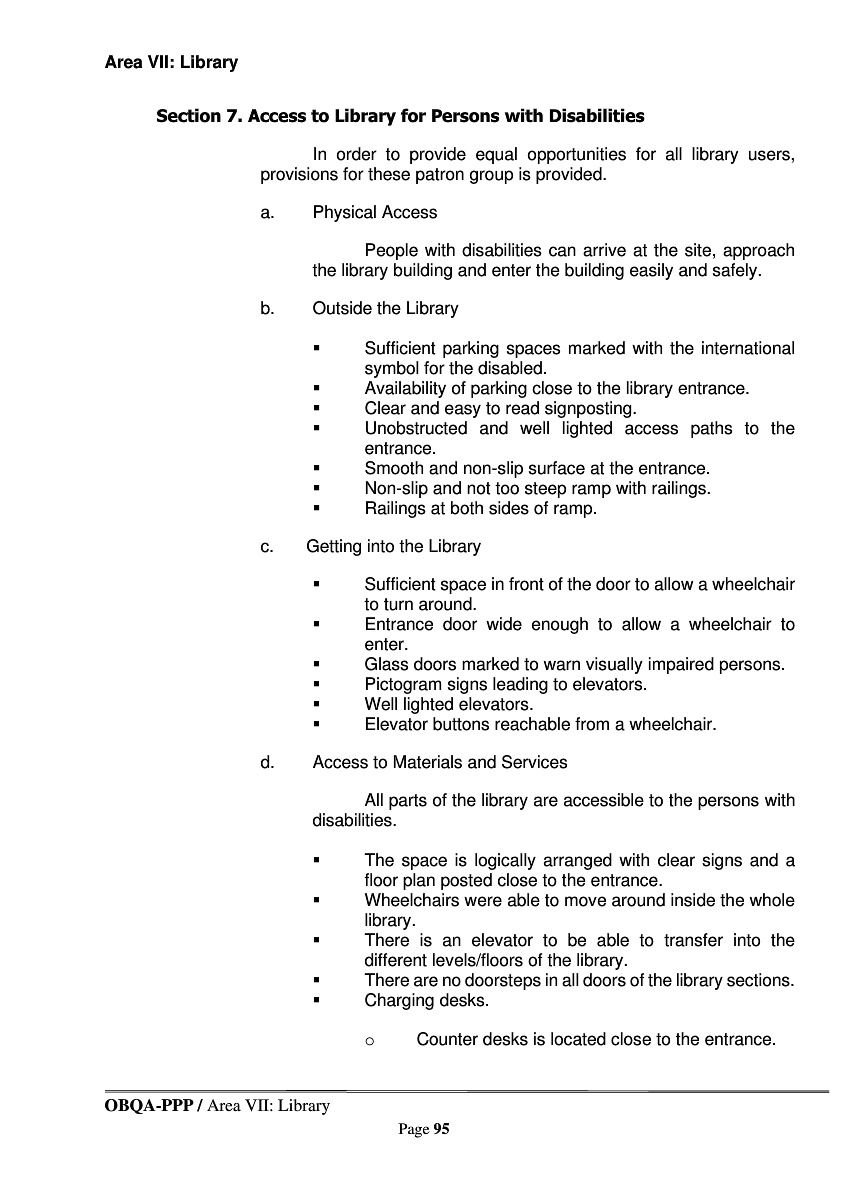 Area VII: Library
Section 7. Access to Library for Persons with Disabilities
In order to provide equal opportunities for all library users,
provisions for these patron group is provided.
a. Physical Access
People with disabilities can arrive at the site, approach
the library building and enter the building easily and safely.
b. Outside the Library
▪ Sufficient parking spaces marked with the international
symbol for the disabled.
▪ Availability of parking close to the library entrance.
▪ Clear and easy to read signposting.
▪ Unobstructed and well lighted access paths to the
entrance.
▪ Smooth and non-slip surface at the entrance.
▪ Non-slip and not too steep ramp with railings.
▪ Railings at both sides of ramp.
c. Getting into the Library
▪ Sufficient space in front of the door to allow a wheelchair
to turn around.
▪ Entrance door wide enough to allow a wheelchair to
enter.
▪ Glass doors marked to warn visually impaired persons.
▪ Pictogram signs leading to elevators.
▪ Well lighted elevators.
▪ Elevator buttons reachable from a wheelchair.
d. Access to Materials and Services
All parts of the library are accessible to the persons with
disabilities.
▪ The space is logically arranged with clear signs and a
floor plan posted close to the entrance.
▪ Wheelchairs were able to move around inside the whole
library.
▪ There is an elevator to be able to transfer into the
different levels/floors of the library.
▪ There are no doorsteps in all doors of the library sections.
▪ Charging desks.
o Counter desks is located close to the entrance.
OBQA-PPP / Area VII: Library
Page 95